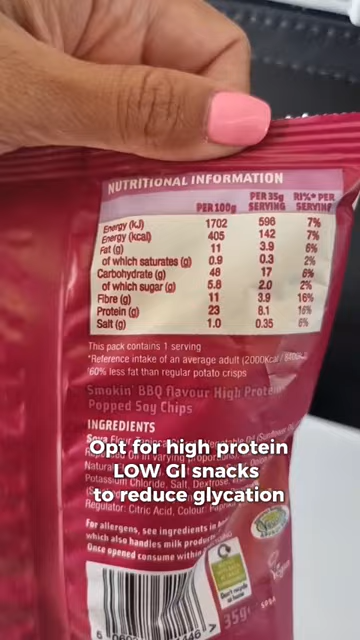 NUTRITIONAL INFORMATION
PER 100g PER 35g SERVING RI%* PER SERVING
Energy (kJ) 1702 596 7%
Energy (kcal) 405 142 7%
Fat (g) 11 3.9 6%
of which saturates (g) 0.9 0.3 2%
Carbohydrate (g) 48 17 6%
of which sugar (g) 5.8 2.0 2%
Fibre (g) 11 3.9 16%
Protein (g) 23 8.1 16%
Salt (g) 1.0 0.35 6%
This pack contains 1 serving
*Reference intake of an average adult (2000Kcal /
*60% less fat than regular potato crisps
Smokin' BBQ flavour High Protein
Popped Soy Chips
INGREDIENTS
Opt for high protein
LOW GI snacks
to reduce glycation
Natural
Potassium Chloride, Salt, Dextrose,
Regulator: Citric Acid, Colour:
For allergens, see ingredients in
which also handles milk
Once opened consume within
Don't recycle
at home
35g